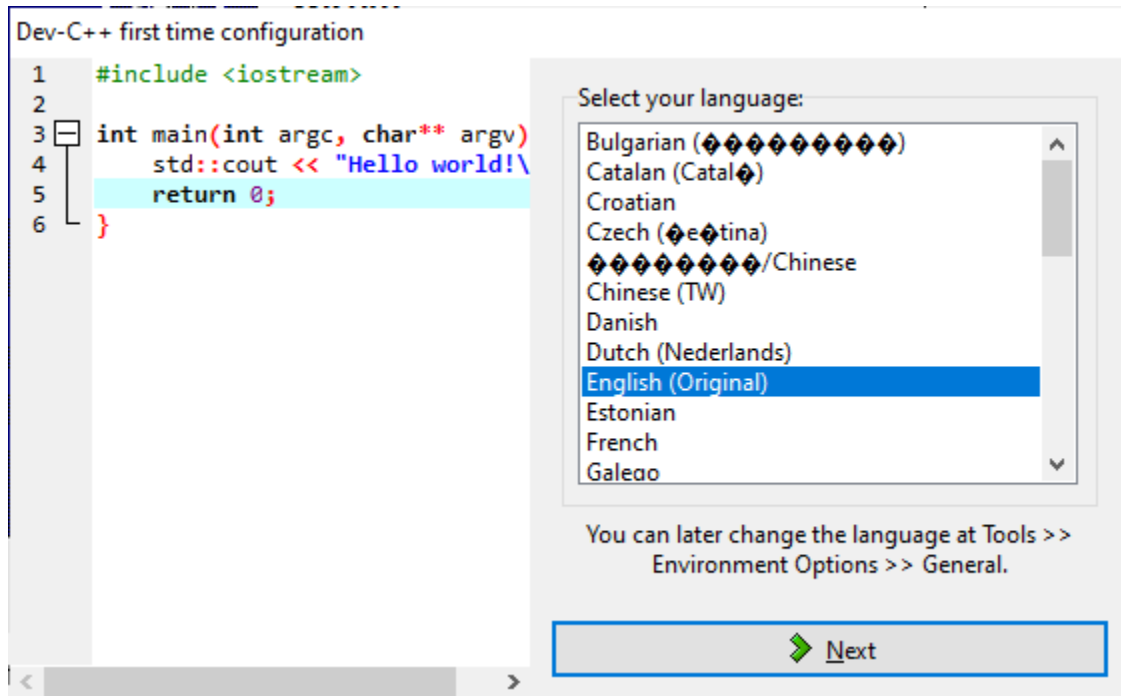 Dev-C++ first time configuration
1 #include <iostream>
2
3 int main(int argc, char** argv)
4 std::cout << "Hello world!\
5 return 0;
6 }
Select your language:
Bulgarian (���������)
Catalan (Catal�)
Croatian
Czech (�e�tina)
��������/Chinese
Chinese (TW)
Danish
Dutch (Nederlands)
English (Original)
Estonian
French
Galego
You can later change the language at Tools >>
Environment Options >> General.
Next